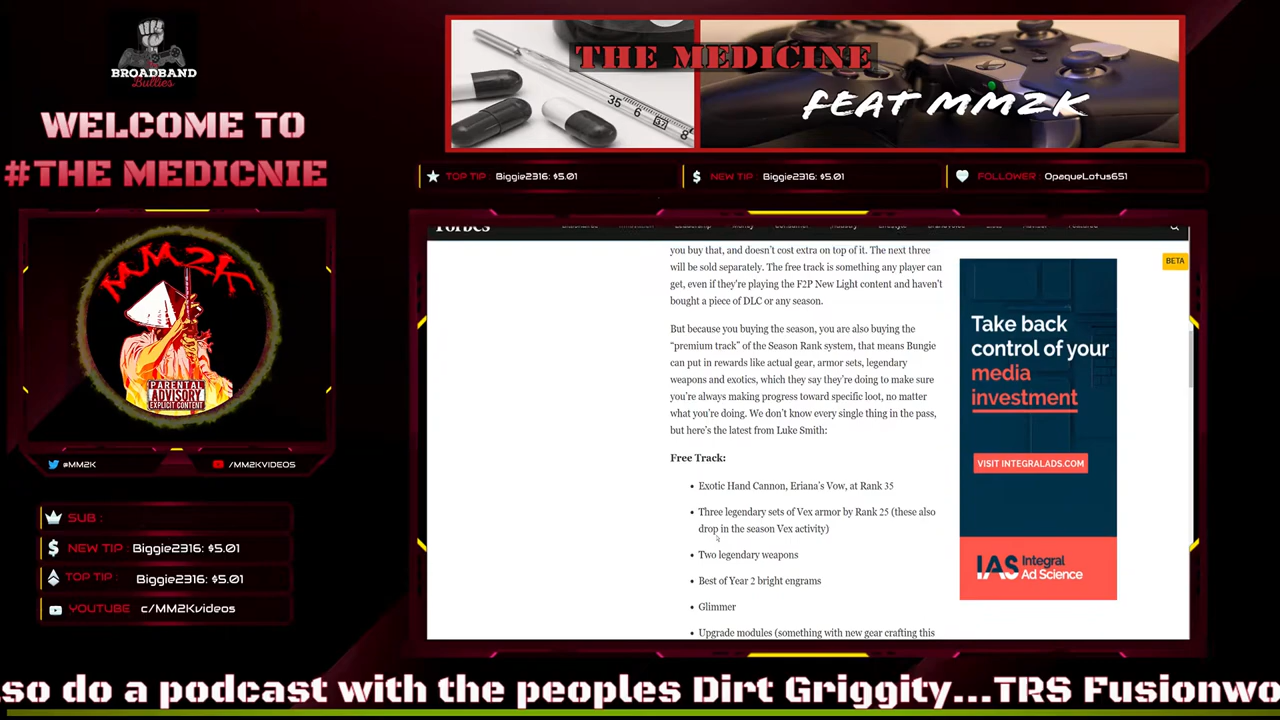 BROADBAND
Bullies
WELCOME TO
#THE MEDICNIE
THE MEDICINE
FEAT MM2K
35
6
37
8
TOP TIP : Biggie2316: $5.01
NEW TIP : Biggie2316: $5.01
FOLLOWER : OpaqueLotus651
MM2K
PARENTAL
ADVISORY
EXPLICIT CONTENT
@MM2K
/MM2KVIDEOS
SUB :
NEW TIP : Biggie2316: $5.01
TOP TIP : Biggie2316: $5.01
YOUTUBE c/MM2Kvideos
Forbes
BETA
you buy that, and doesn't cost extra on top of it. The next three
will be sold separately. The free track is something any player can
get, even if they're playing the F2P New Light content and haven't
bought a piece of DLC or any season.
But because you buying the season, you are also buying the
“premium track” of the Season Rank system, that means Bungie
can put in rewards like actual gear, armor sets, legendary
weapons and exotics, which they say they're doing to make sure
you're always making progress toward specific loot, no matter
what you're doing. We don't know every single thing in the pass,
but here's the latest from Luke Smith:
Free Track:
• Exotic Hand Cannon, Eriana's Vow, at Rank 35
• Three legendary sets of Vex armor by Rank 25 (these also
drop in the season Vex activity)
• Two legendary weapons
• Best of Year 2 bright engrams
• Glimmer
• Upgrade modules (something with new gear crafting this
Take back
control of your
media
investment
VISIT INTEGRALADS.COM
IAS Integral
Ad Science
so do a podcast with the peoples Dirt Griggity...TRS Fusionwo